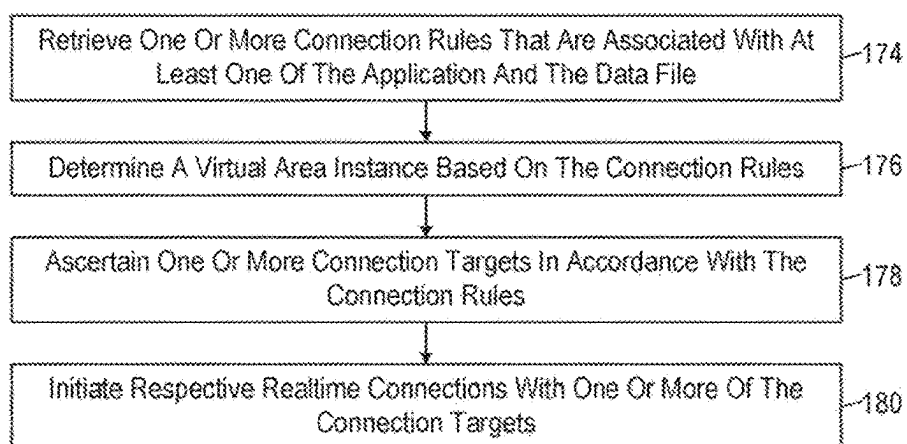 Retrieve One Or More Connection Rules That Are Associated With At
Least One Of The Application And The Data File
174
Determine A Virtual Area Instance Based On The Connection Rules
176
Ascertain One Or More Connection Targets In Accordance With The
Connection Rules
178
Initiate Respective Realtime Connections With One Or More Of The
Connection Targets
180